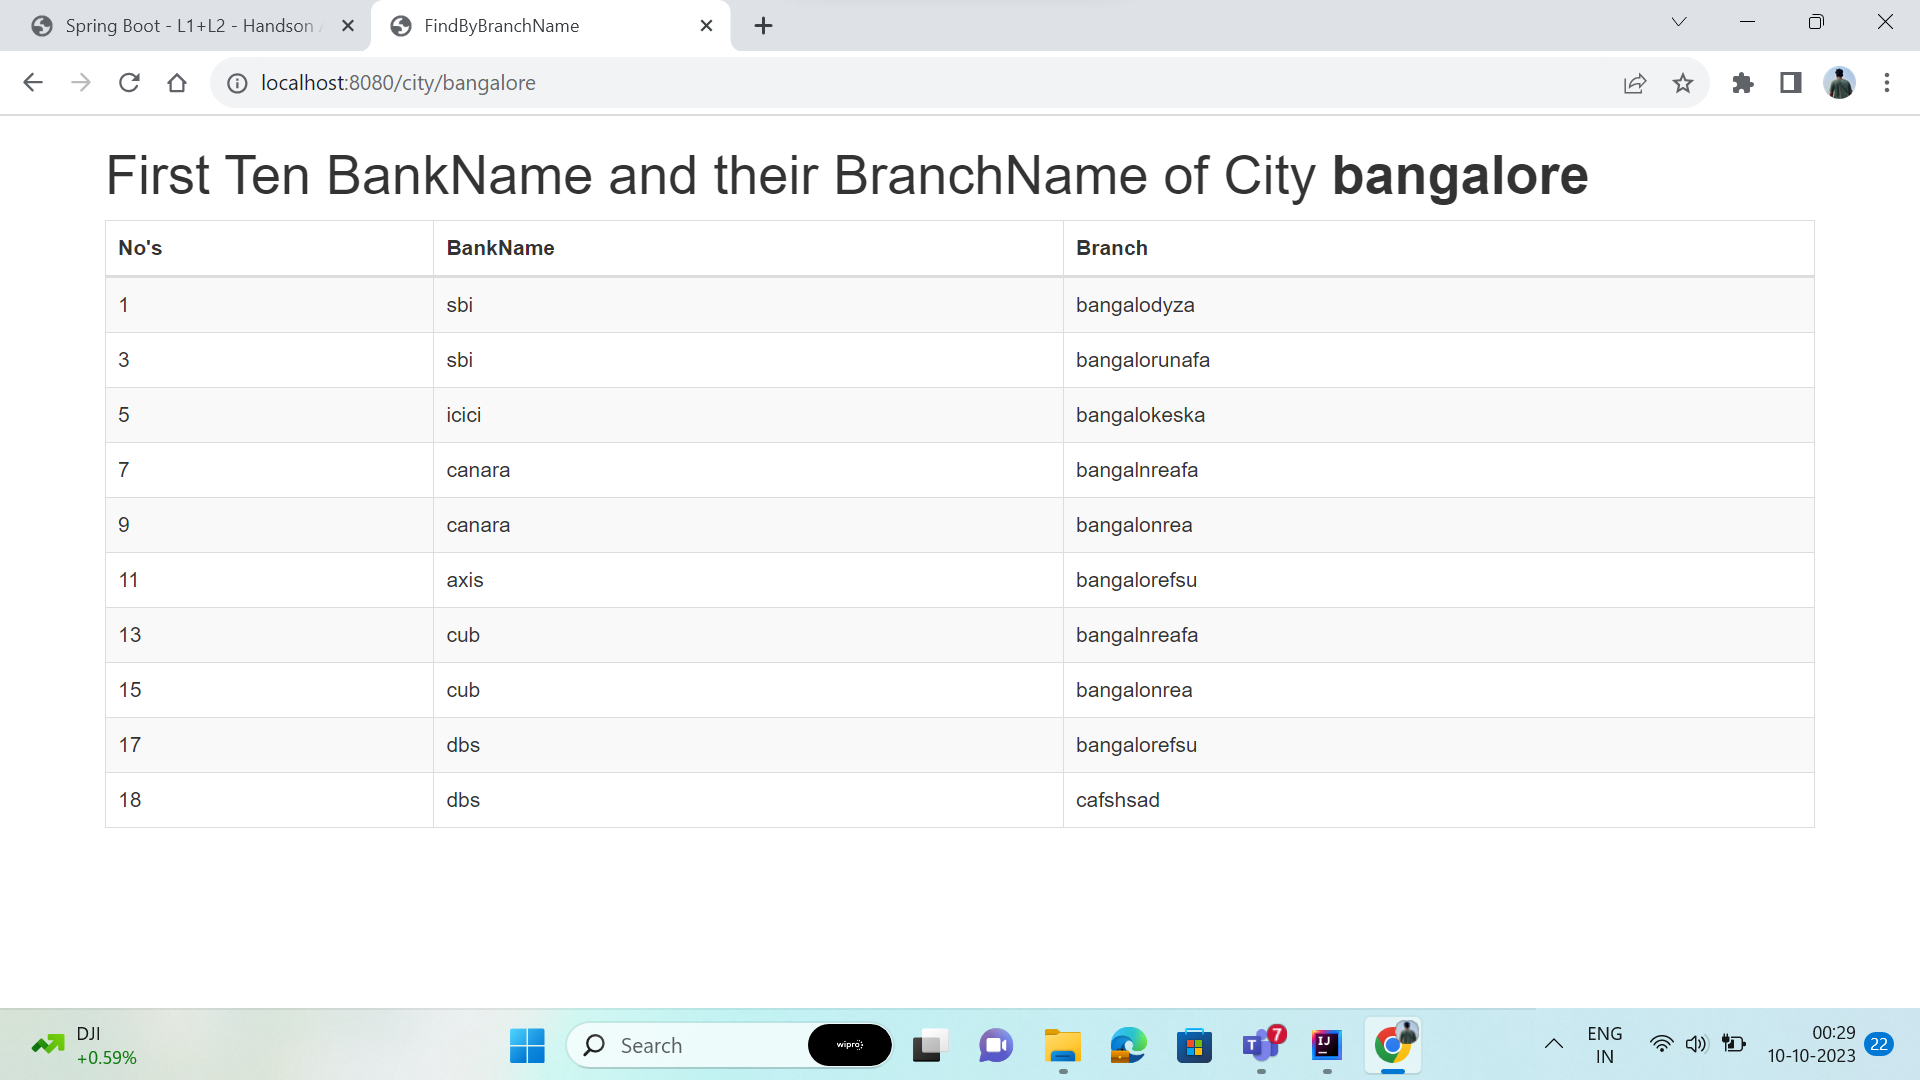 Spring Boot - L1+L2 - Handson
FindByBranchName
localhost:8080/city/bangalore
First Ten BankName and their BranchName of City bangalore
No's BankName Branch
1 sbi bangalodyza
3 sbi bangalorunafa
5 icici bangalokeska
7 canara bangalnreafa
9 canara bangalonrea
11 axis bangalorefsu
13 cub bangalnreafa
15 cub bangalonrea
17 dbs bangalorefsu
18 dbs cafshsad
DJI
+0.59%
Search
wipro
T
7
IJ
ENG
IN
00:29
10-10-2023
22